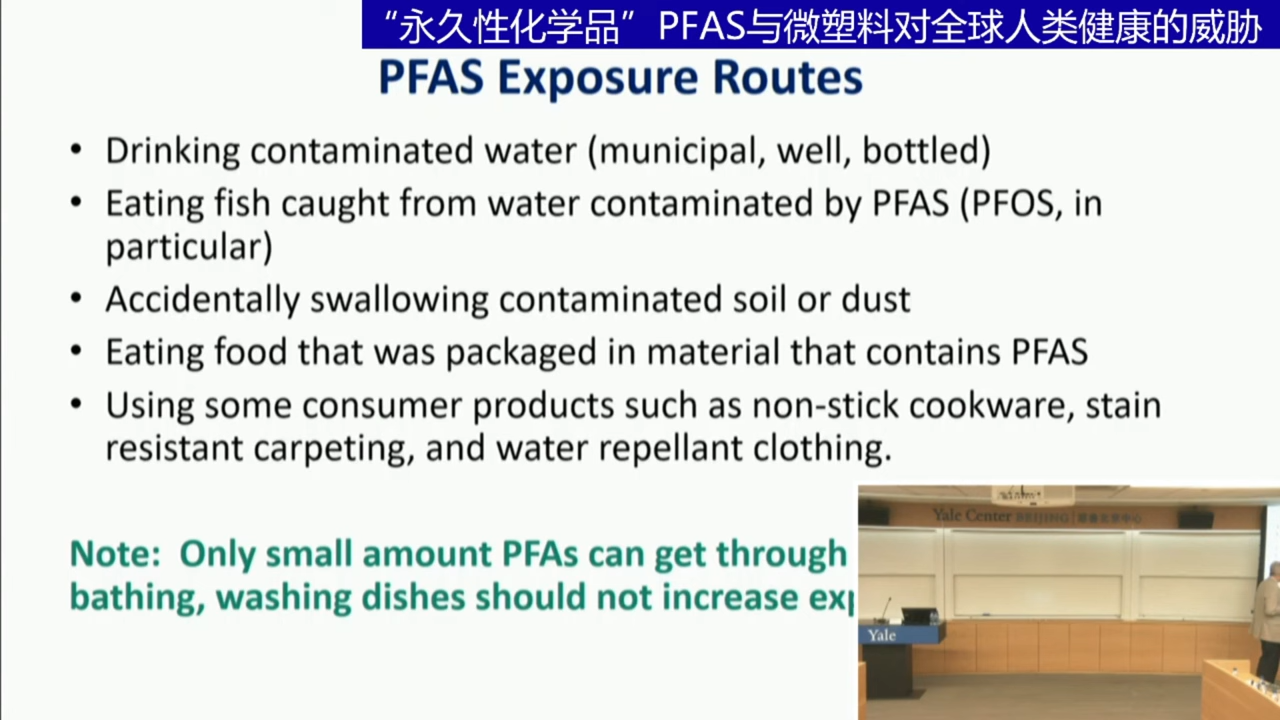 “永久性化学品”PFAS与微塑料对全球人类健康的威胁
PFAS Exposure Routes
• Drinking contaminated water (municipal, well, bottled)
• Eating fish caught from water contaminated by PFAS (PFOS, in
particular)
• Accidentally swallowing contaminated soil or dust
• Eating food that was packaged in material that contains PFAS
• Using some consumer products such as non-stick cookware, stain
resistant carpeting, and water repellant clothing.
Note: Only small amount PFAs can get through
bathing, washing dishes should not increase
Yale Center BEIJING
Yale